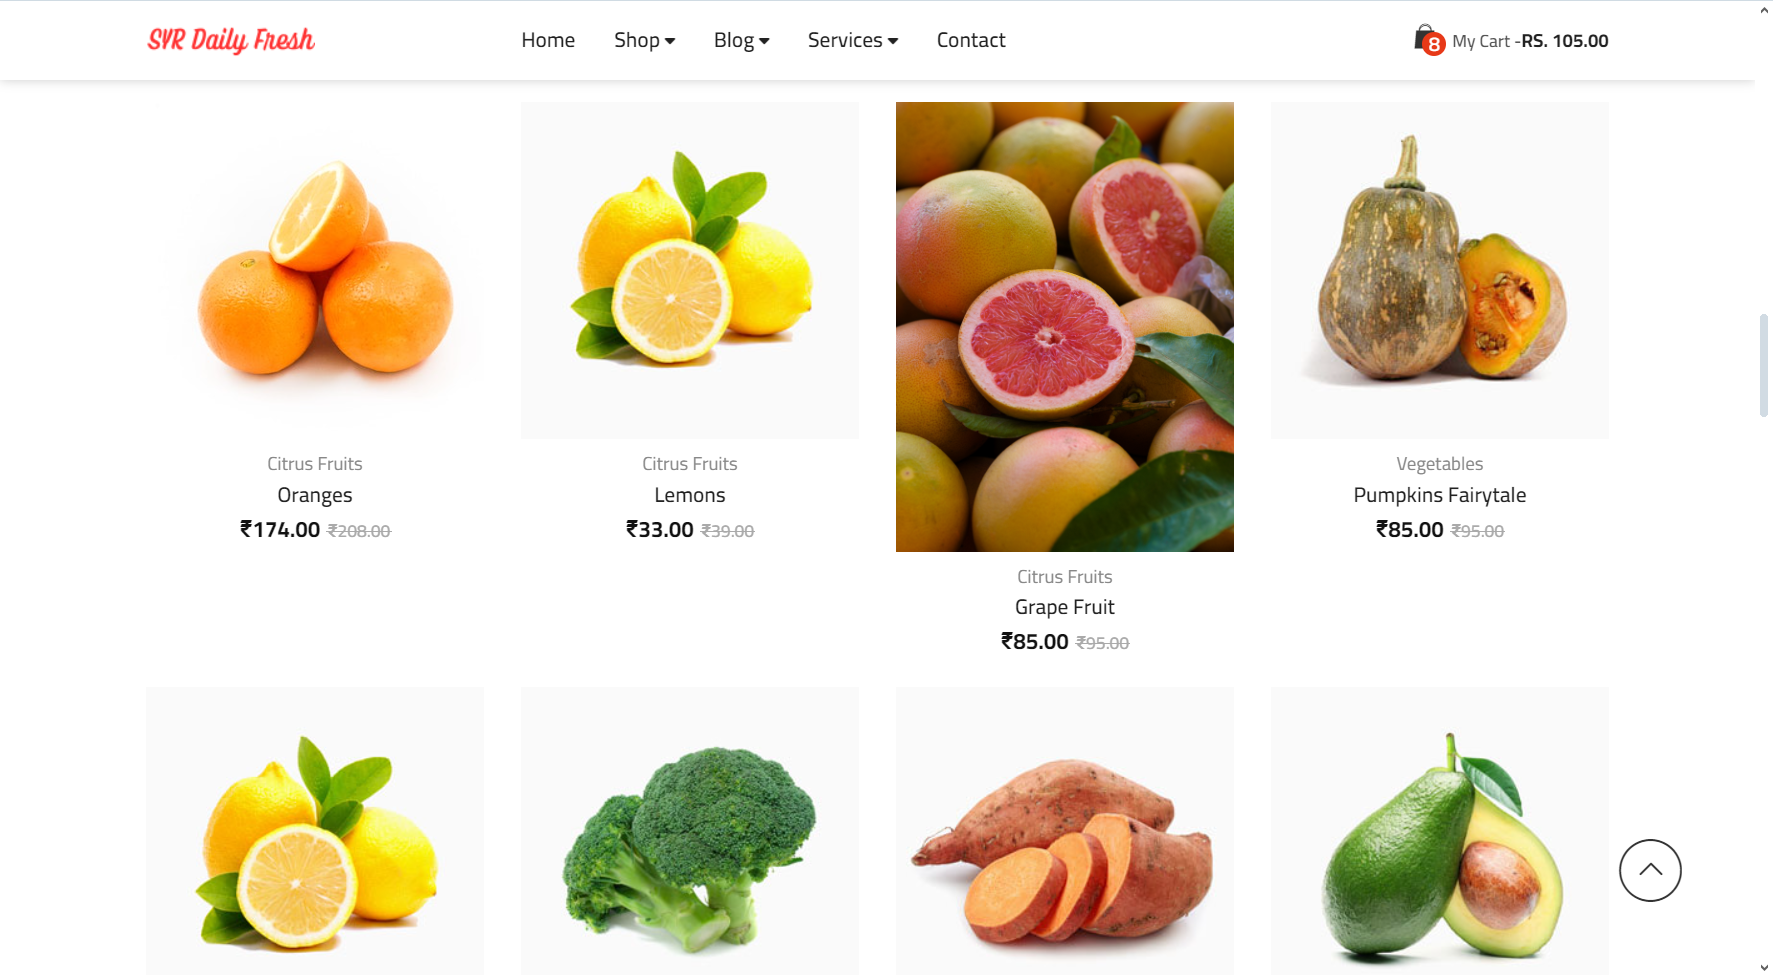 SVR Daily Fresh
Home Shop Blog Services Contact
8 My Cart -RS. 105.00
Citrus Fruits
Oranges
₹174.00 ₹208.00
Citrus Fruits
Lemons
₹33.00 ₹39.00
Citrus Fruits
Grape Fruit
₹85.00 ₹95.00
Vegetables
Pumpkins Fairytale
₹85.00 ₹95.00